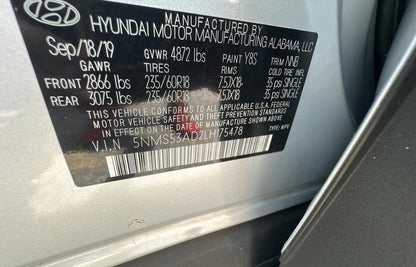 MANUFACTURED BY
HYUNDAI MOTOR MANUFACTURING ALABAMA, LLC
Sep/18/19 GVWR 4872 lbs PAINT Y8S TRIM NNB
GAWR Tires Rims
FRONT 2866 lbs 235/60R18 7.5JX18 35 psi SINGLE
REAR 3075 lbs 235/60R18 7.5JX18 35 psi SINGLE
THIS VEHICLE CONFORMS TO ALL APPLICABLE U.S. FEDERAL
MOTOR VEHICLE SAFETY AND THEFT PREVENTION STANDARDS
IN EFFECT ON THE DATE OF MANUFACTURE SHOWN ABOVE.
V.I.N. 5NMS53AD2LH175478 TYPE: MPV